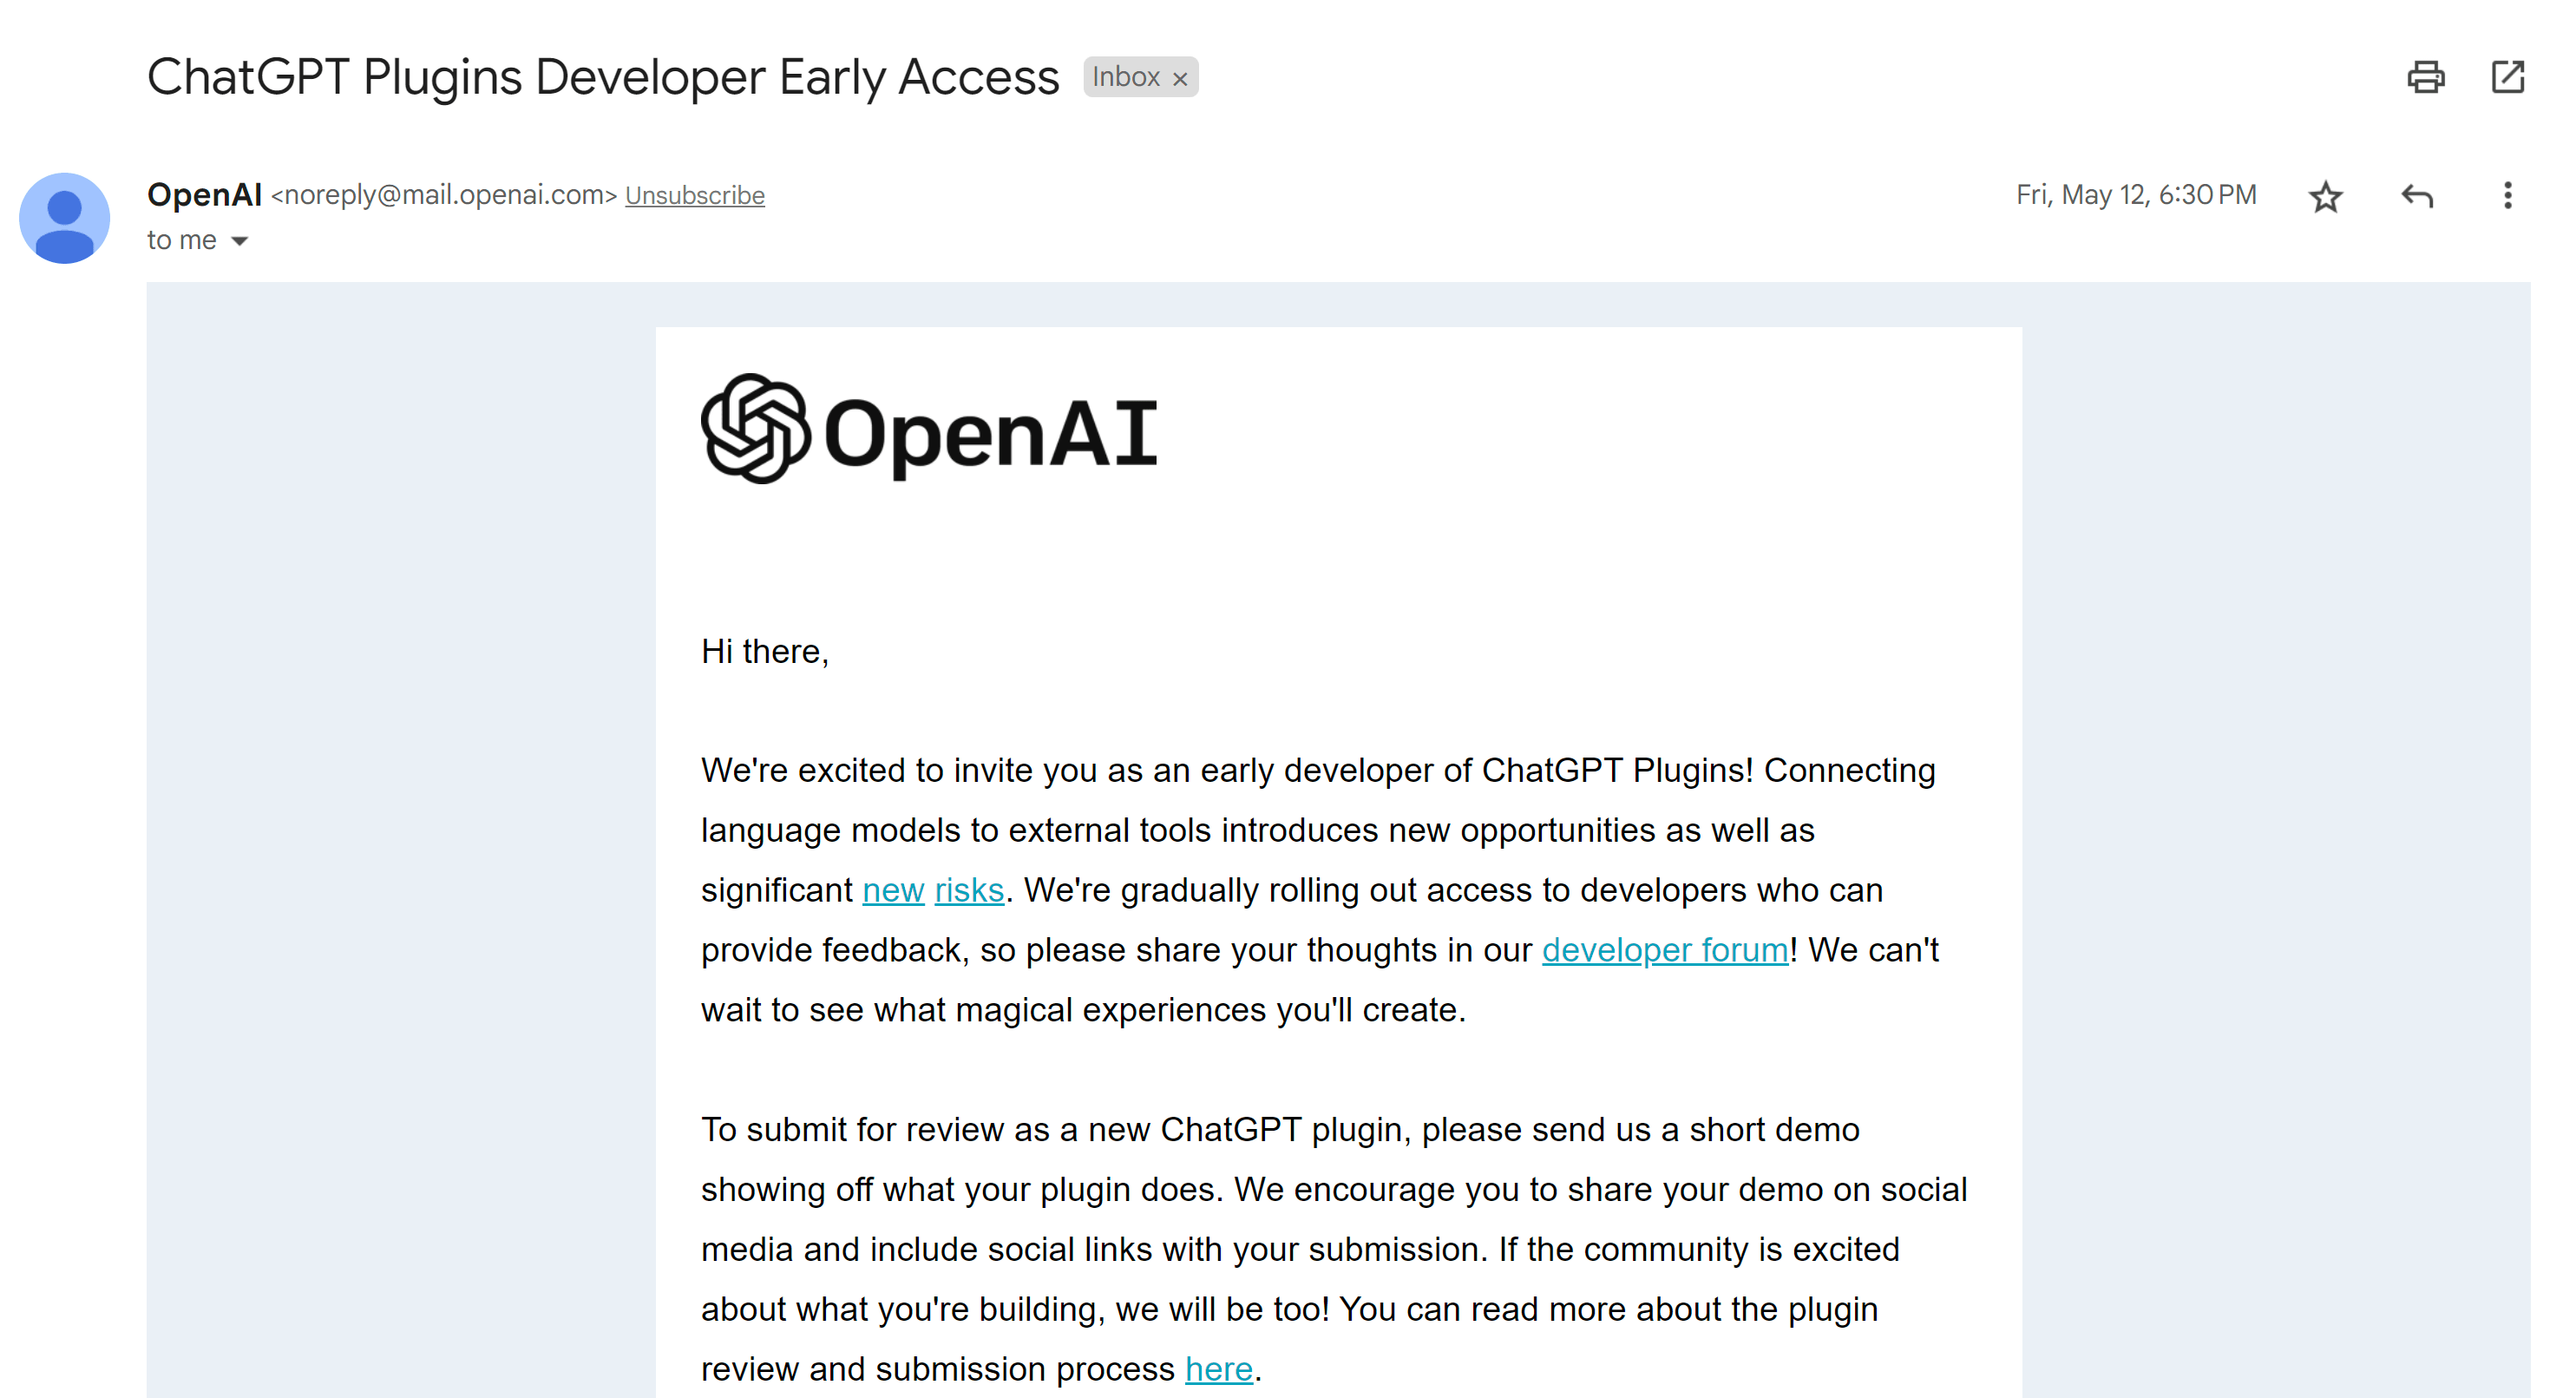 ChatGPT Plugins Developer Early Access Inbox ×
OpenAI <noreply@mail.openai.com> Unsubscribe Fri, May 12, 6:30 PM
to me
OpenAI
Hi there,
We're excited to invite you as an early developer of ChatGPT Plugins! Connecting
language models to external tools introduces new opportunities as well as
significant new risks. We're gradually rolling out access to developers who can
provide feedback, so please share your thoughts in our developer forum! We can't
wait to see what magical experiences you'll create.
To submit for review as a new ChatGPT plugin, please send us a short demo
showing off what your plugin does. We encourage you to share your demo on social
media and include social links with your submission. If the community is excited
about what you're building, we will be too! You can read more about the plugin
review and submission process here.